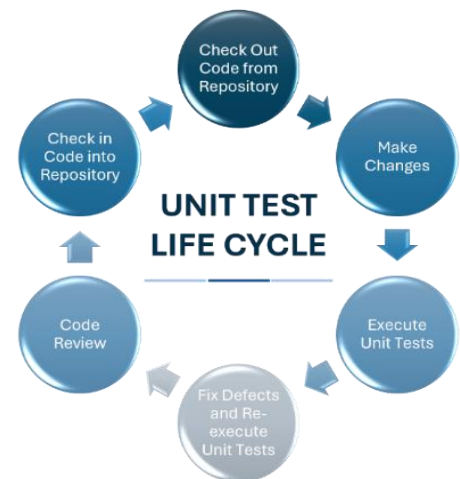 Check Out
Code from
Repository
Make
Changes
Execute
Unit Tests
Fix Defects
and Re-
execute
Unit Tests
Code
Review
Check in
Code into
Repository
UNIT TEST
LIFE CYCLE